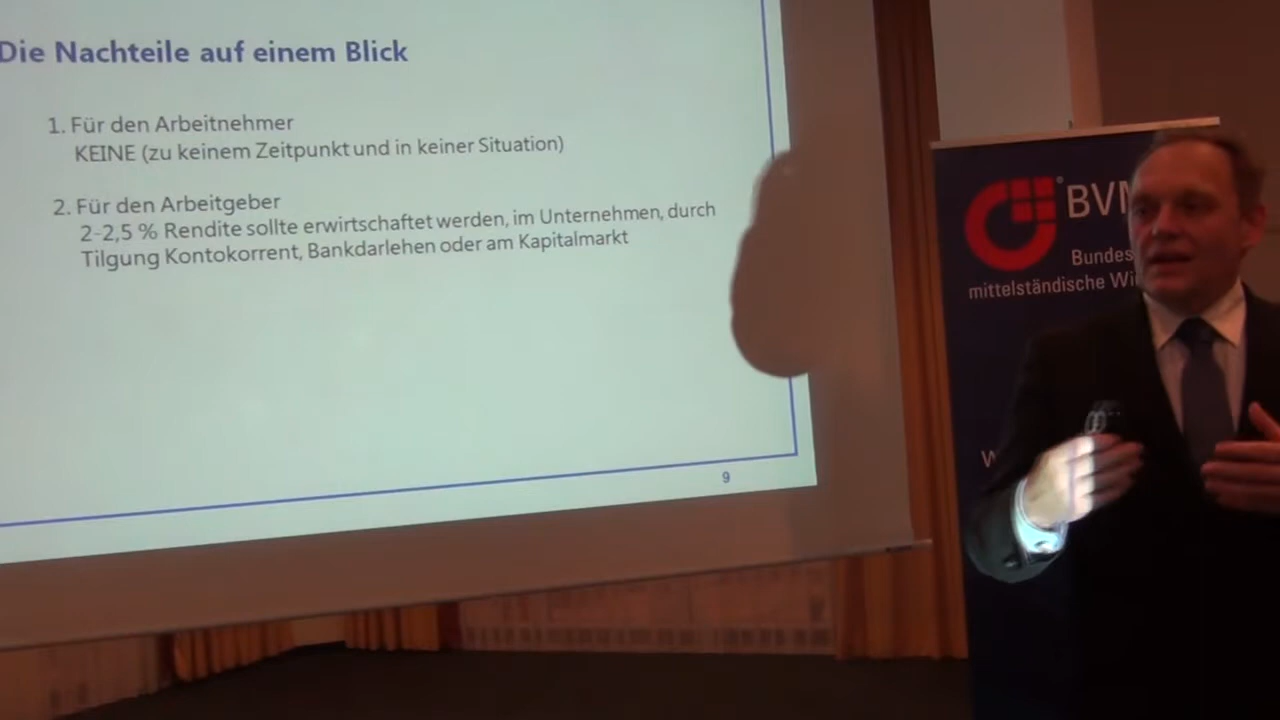 Die Nachteile auf einem Blick
1. Für den Arbeitnehmer
KEINE (zu keinem Zeitpunkt und in keiner Situation)
2. Für den Arbeitgeber
2-2,5 % Rendite sollte erwirtschaftet werden, im Unternehmen, durch
Tilgung Kontokorrent, Bankdarlehen oder am Kapitalmarkt
9
Bundes
mittelständische